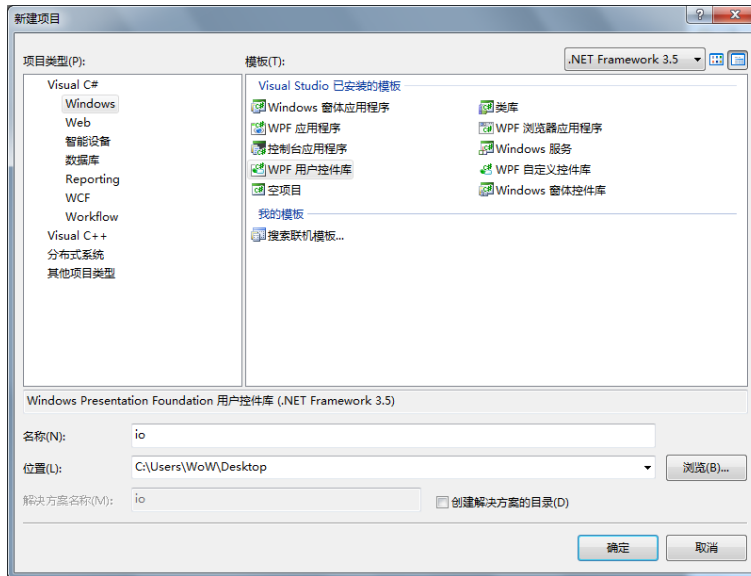 新建项目
项目类型(P):
模板(T):
.NET Framework 3.5
Visual C#
Windows
Web
智能设备
数据库
Reporting
WCF
Workflow
Visual C++
分布式系统
其他项目类型
Visual Studio 已安装的模板
Windows 窗体应用程序
类库
WPF 应用程序
WPF 浏览器应用程序
控制台应用程序
Windows 服务
WPF 用户控件库
WPF 自定义控件库
空项目
Windows 窗体控件库
我的模板
搜索联机模板...
Windows Presentation Foundation 用户控件库 (.NET Framework 3.5)
名称(N):
io
位置(L):
C:\Users\WoW\Desktop
浏览(B)...
解决方案名称(M):
io
创建解决方案的目录(D)
确定
取消